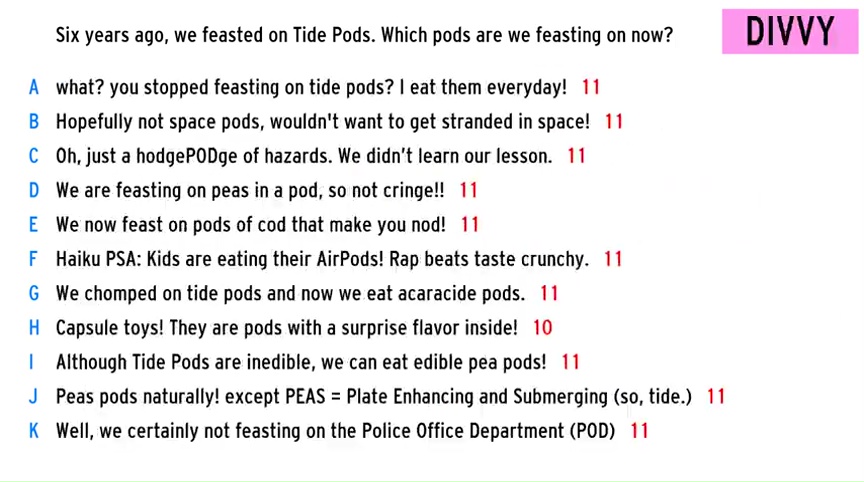 Six years ago, we feasted on Tide Pods. Which pods are we feasting on now?
DIVVY
A what? you stopped feasting on tide pods? I eat them everyday! 11
B Hopefully not space pods, wouldn't want to get stranded in space! 11
C Oh, just a hodgePODge of hazards. We didn't learn our lesson. 11
D We are feasting on peas in a pod, so not cringe!! 11
E We now feast on pods of cod that make you nod! 11
F Haiku PSA: Kids are eating their AirPods! Rap beats taste crunchy. 11
G We chomped on tide pods and now we eat acaracide pods. 11
H Capsule toys! They are pods with a surprise flavor inside! 10
I Although Tide Pods are inedible, we can eat edible pea pods! 11
J Peas pods naturally! except PEAS = Plate Enhancing and Submerging (so, tide.) 11
K Well, we certainly not feasting on the Police Office Department (POD) 11